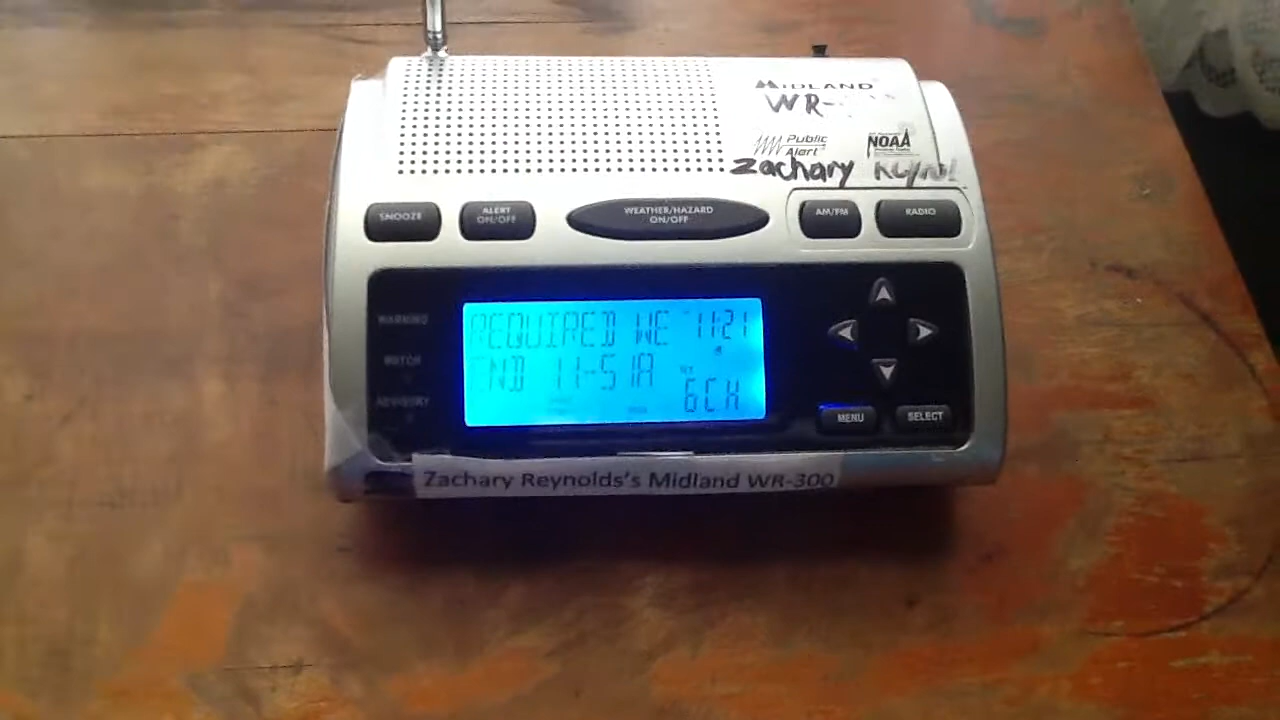 MIDLAND
WR-
Public
Alert
NOAA
Zachary
SNOOZE
ALERT
ON/OFF
WEATHER/HAZARD
ON/OFF
AM/FM
RADIO
WARNING
WATCH
ADVISORY
REQUIRED WE 11:21
END 11-51A
6CH
MENU
SELECT
Zachary Reynolds's Midland WR-300